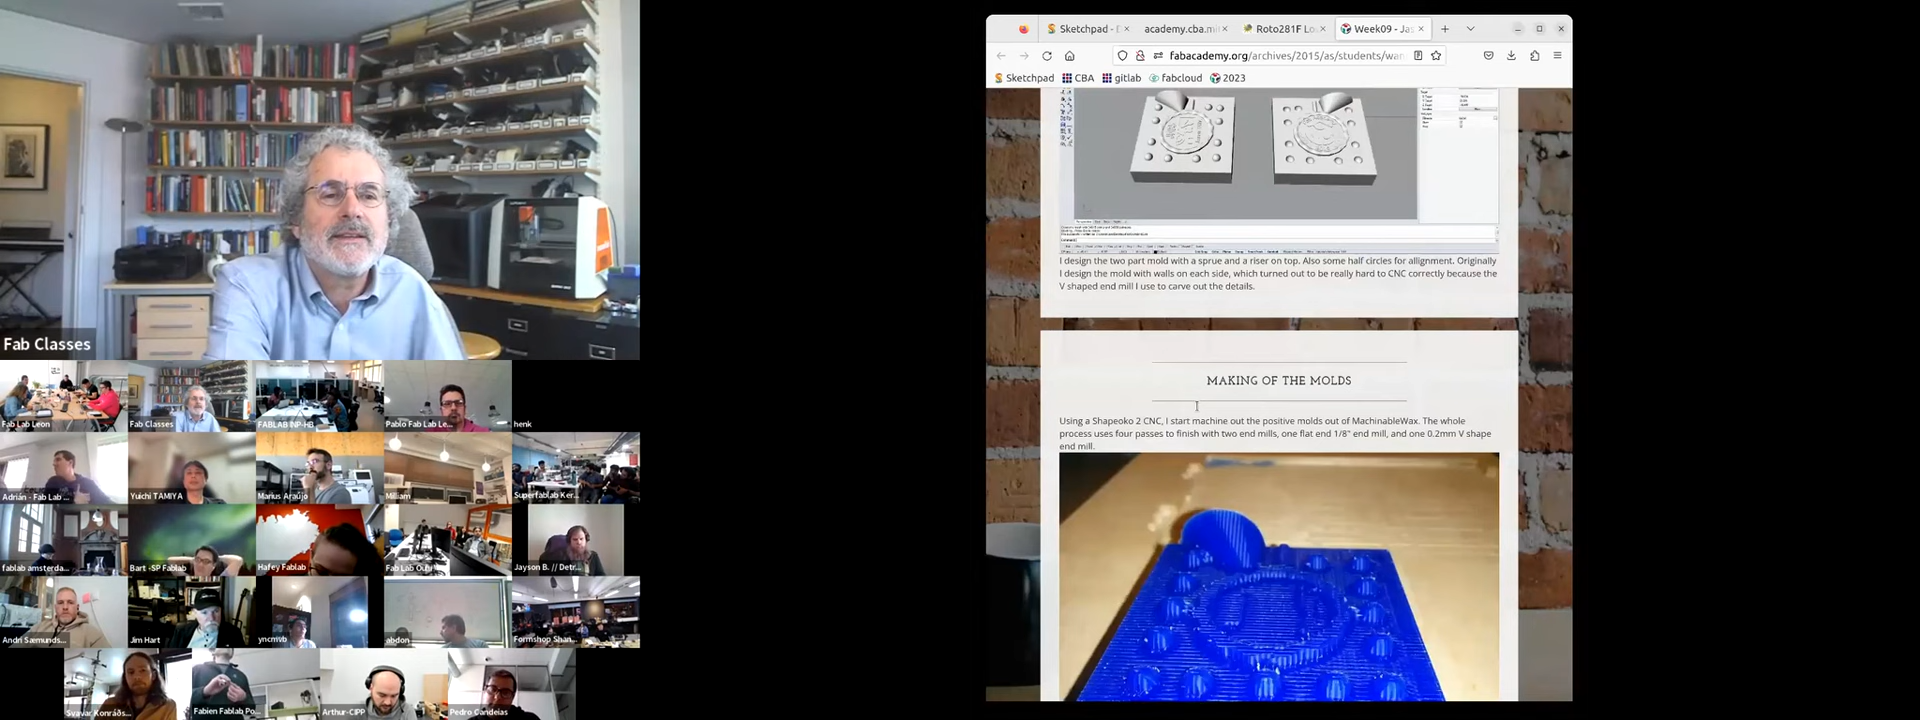 Fab Classes
Fab Lab Leon
Fab Classes
FABLAB INP-HB
Pablo Fab Lab Le...
henk
Adrián - Fab Lab ...
Yuichi TAMIYA
Marius Araújo
Miliam
Superfablab Ker...
fablab amsterda...
Bart -SP Fablab
Hafey Fablab
Fab Lab Oulu
Jayson B. // Detr...
Andri Sæmunds...
Jim Hart
yncmvb
abdon
Formshop Shan...
Svavar Konráðs...
Fabien Fablab Po...
Arthur-CIPP
Pedro Candeias
Sketchpad - E
academy.cba.mi
Roto281F Lo
Week09 - Jas
fabacademy.org/archives/2015/as/students/wan
Sketchpad CBA gitlab fabcloud 2023
I design the two part mold with a sprue and a riser on top. Also some half circles for allignment. Originally
I design the mold with walls on each side, which turned out to be really hard to CNC correctly because the
V shaped end mill I use to carve out the details.
MAKING OF THE MOLDS
Using a Shapeoko 2 CNC, I start machine out the positive molds out of MachinableWax. The whole
process uses four passes to finish with two end mills, one flat end 1/8" end mill, and one 0.2mm V shape
end mill.